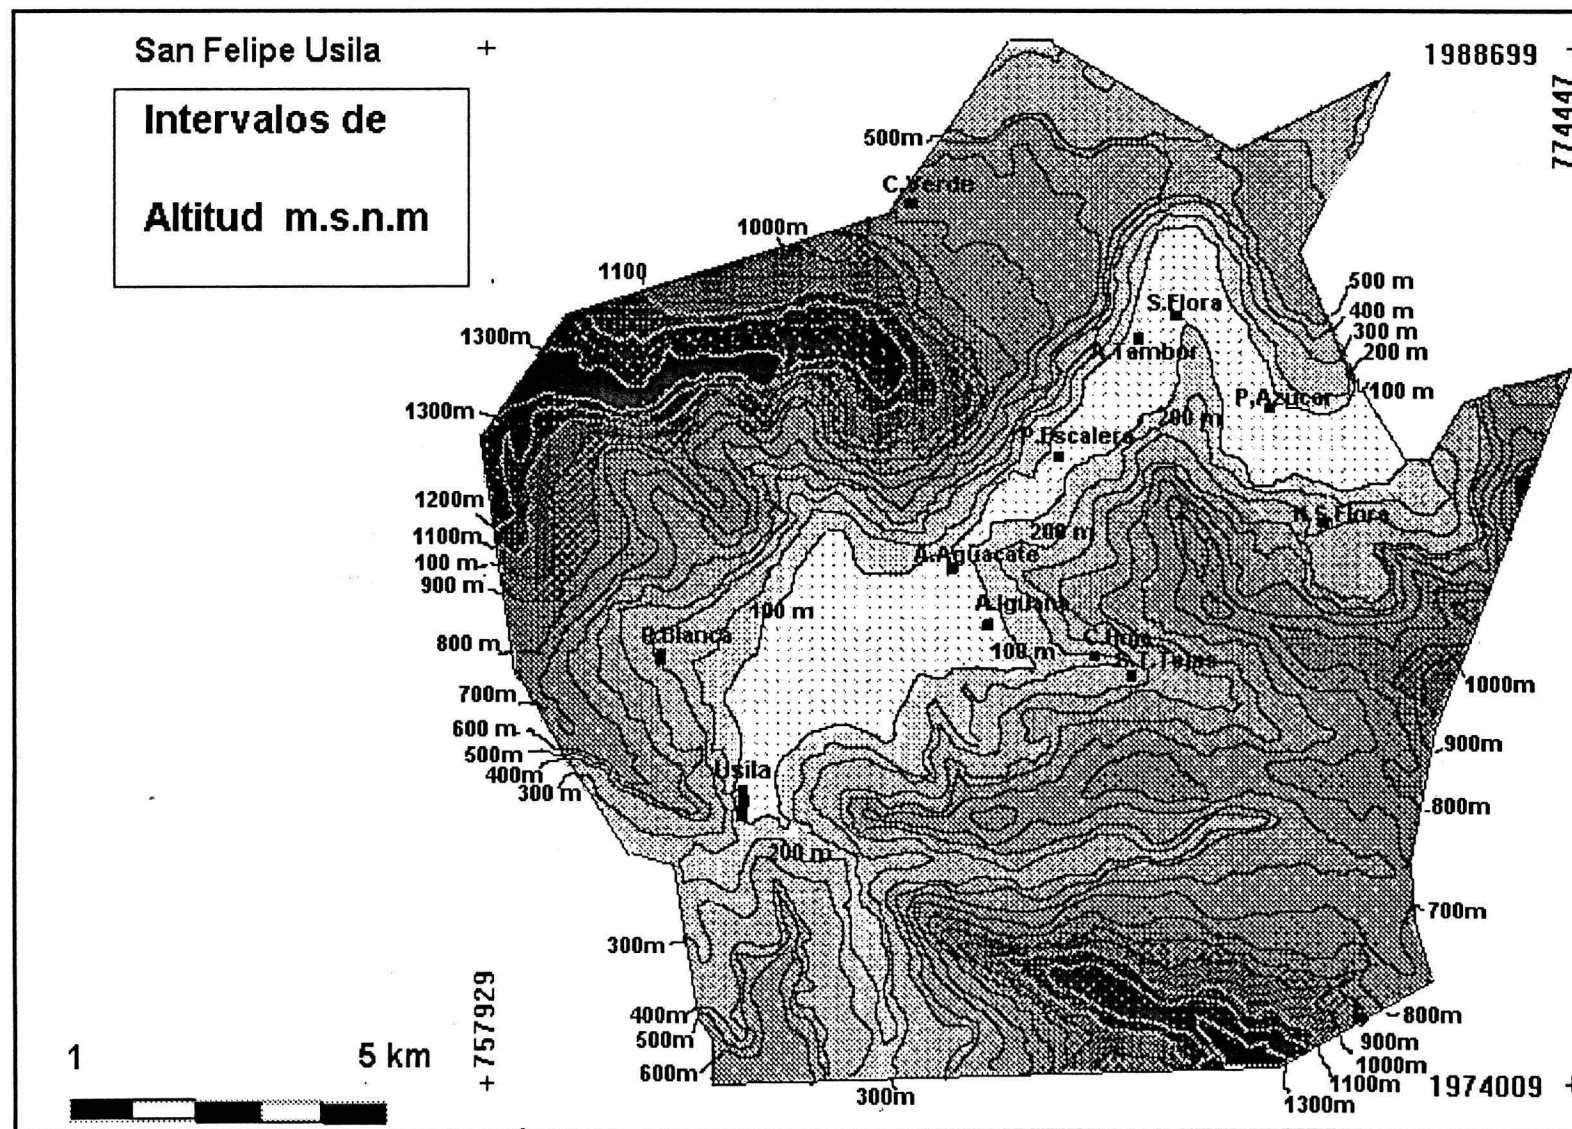 San Felipe Usila
1988699
774447
Intervalos de
Altitud m.s.n.m
500m
C.Verde
1000m
1100
1300m
S.Flora
A.Tambor
500 m
400 m
300 m
200 m
100 m
1300m
P,Azucar
200 m
P.Escalera
1200m
1100m
100 m
900 m
N.S.Flora
200 m
A.Aguacate
A.Iguana
100 m
P.Blanca
800 m
100 m
1000m
700m
600 m
500m
400m
300 m
900m
Usila
800m
200 m
700m
300m
757929
400m
500m
600m
800m
900m
1000m
1100m
1300m
300m
1974009
1
5 km